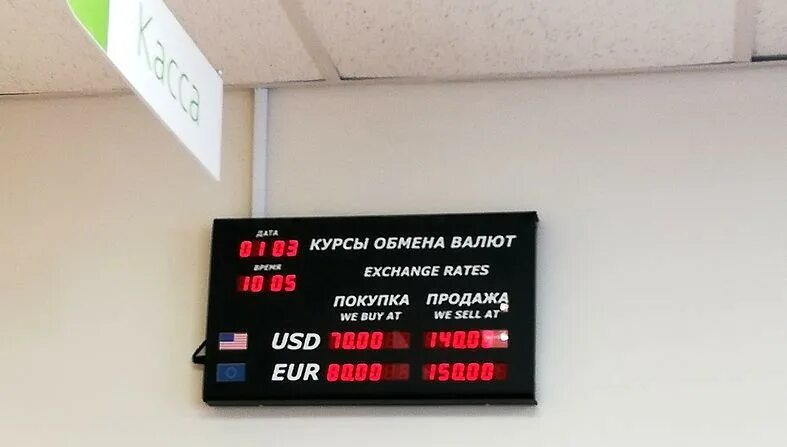 Касса
ДАТА
01 03
КУРСЫ ОБМЕНА ВАЛЮТ
ВРЕМЯ
10 05
EXCHANGE RATES
ПОКУПКА ПРОДАЖА
WE BUY AT WE SELL AT
USD 70.00 140.00
EUR 80.00 150.00